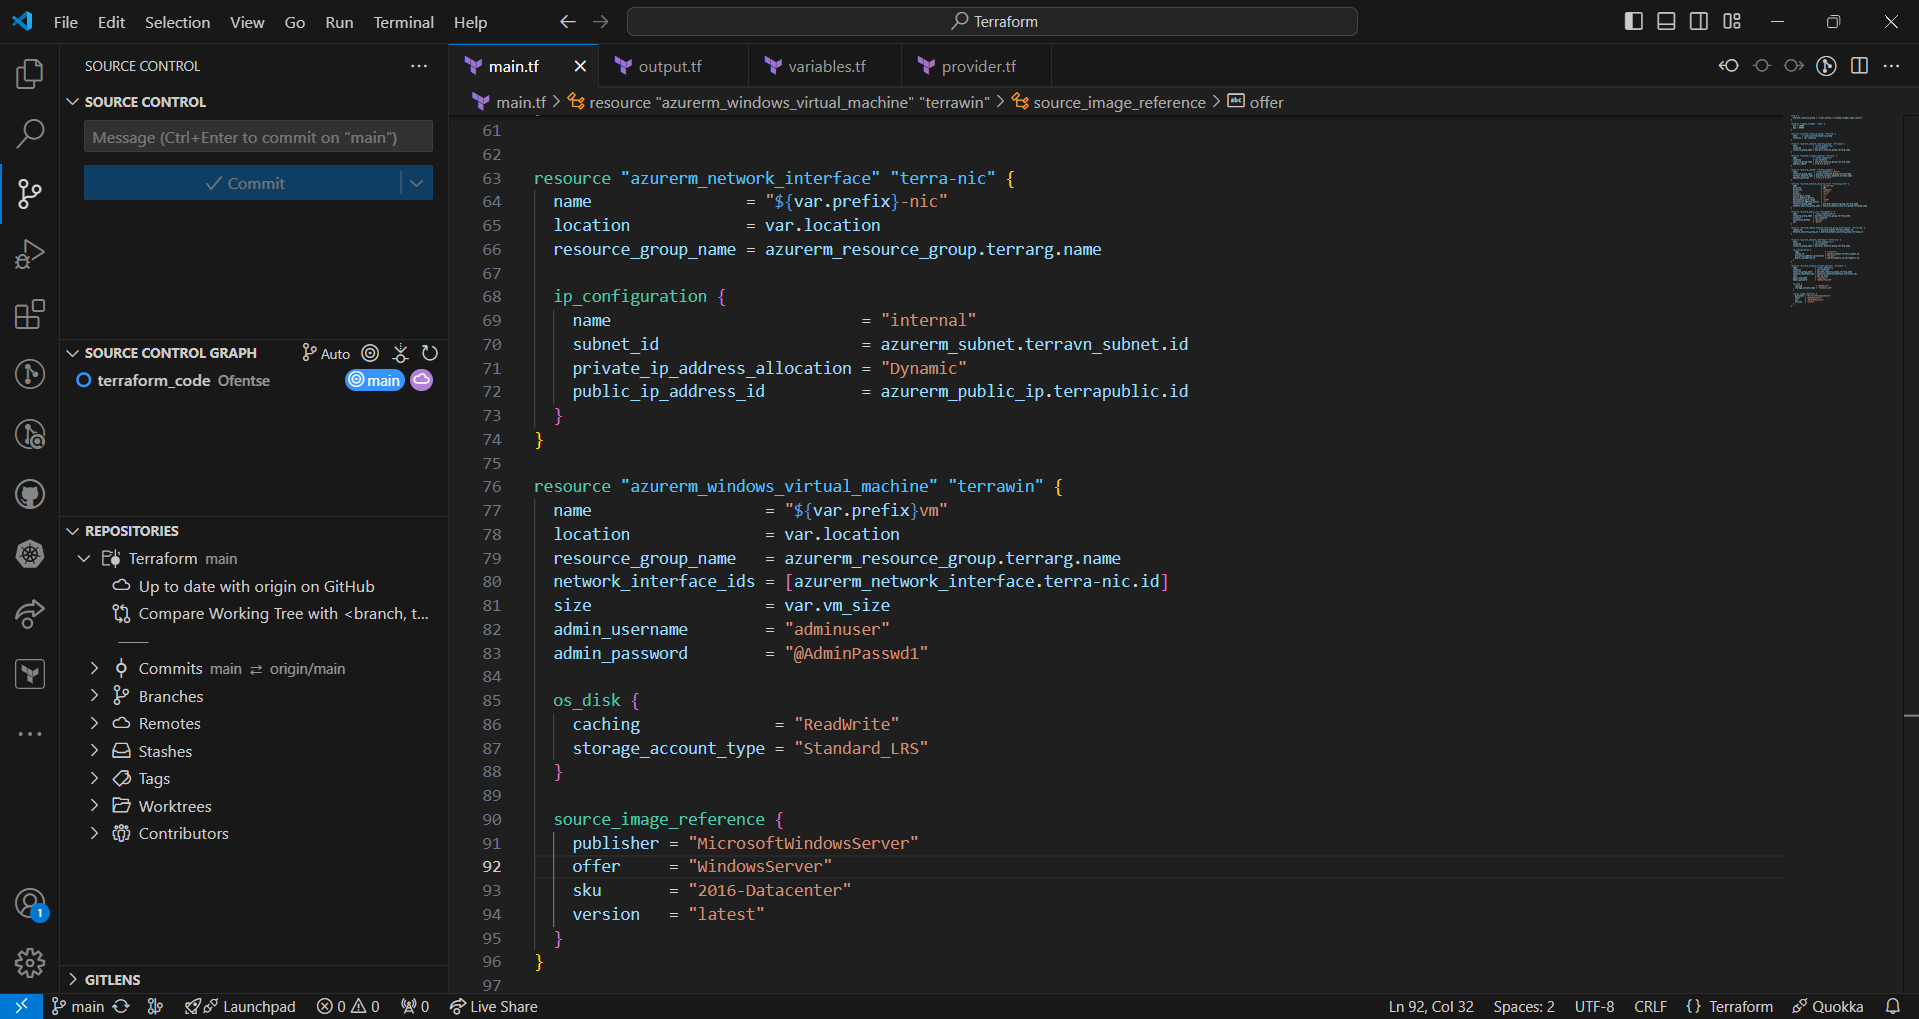 File Edit Selection View Go Run Terminal Help Terraform
SOURCE CONTROL
SOURCE CONTROL
Message (Ctrl+Enter to commit on "main")
Commit
SOURCE CONTROL GRAPH Auto
terraform_code Ofentse main
REPOSITORIES
Terraform main
Up to date with origin on GitHub
Compare Working Tree with <branch, t...
Commits main ⇄ origin/main
Branches
Remotes
Stashes
Tags
Worktrees
Contributors
GITLENS
1
main.tf output.tf variables.tf provider.tf
main.tf > resource "azurerm_windows_virtual_machine" "terrawin" > source_image_reference > abc offer
61
62
63 resource "azurerm_network_interface" "terra-nic" {
64 name = "${var.prefix}-nic"
65 location = var.location
66 resource_group_name = azurerm_resource_group.terrarg.name
67
68 ip_configuration {
69 name = "internal"
70 subnet_id = azurerm_subnet.terravn_subnet.id
71 private_ip_address_allocation = "Dynamic"
72 public_ip_address_id = azurerm_public_ip.terrapublic.id
73 }
74 }
75
76 resource "azurerm_windows_virtual_machine" "terrawin" {
77 name = "${var.prefix}vm"
78 location = var.location
79 resource_group_name = azurerm_resource_group.terrarg.name
80 network_interface_ids = [azurerm_network_interface.terra-nic.id]
81 size = var.vm_size
82 admin_username = "adminuser"
83 admin_password = "@AdminPasswd1"
84
85 os_disk {
86 caching = "ReadWrite"
87 storage_account_type = "Standard_LRS"
88 }
89
90 source_image_reference {
91 publisher = "MicrosoftWindowsServer"
92 offer = "WindowsServer"
93 sku = "2016-Datacenter"
94 version = "latest"
95 }
96 }
97
main Launchpad 0 0 0 Live Share Ln 92, Col 32 Spaces: 2 UTF-8 CRLF {} Terraform Quokka